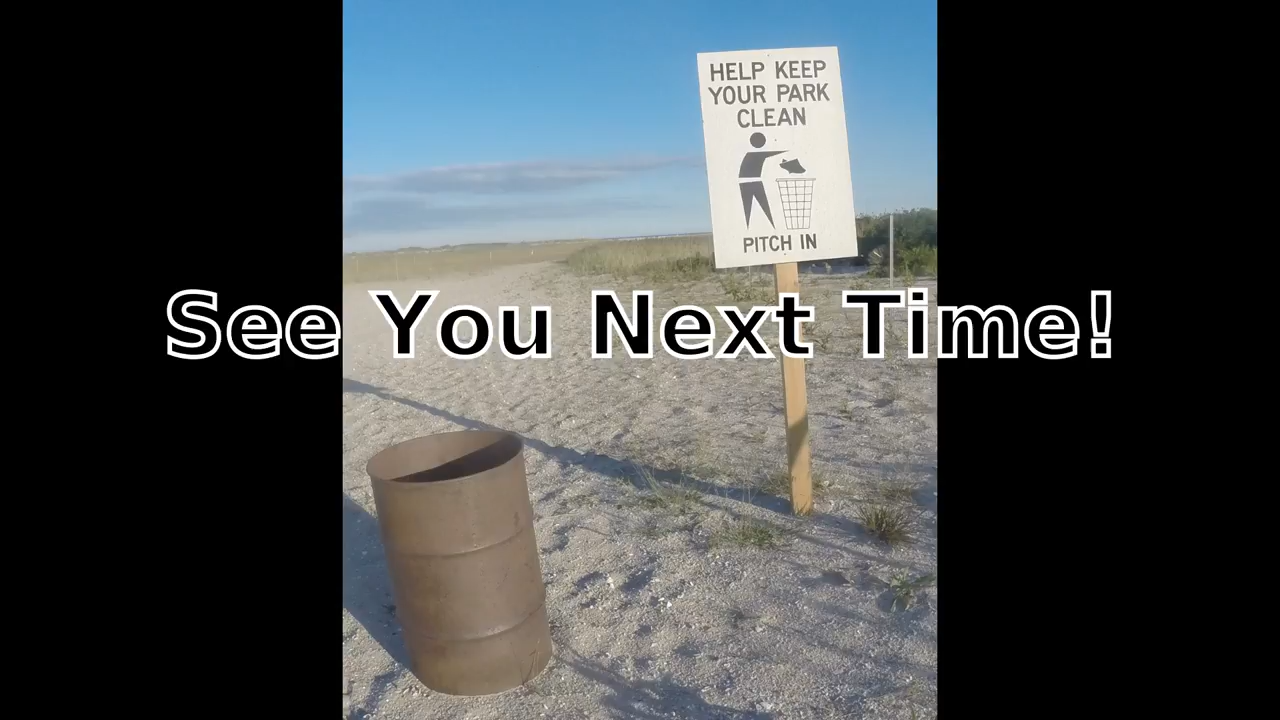 HELP KEEP
YOUR PARK
CLEAN
PITCH IN
See You Next Time!